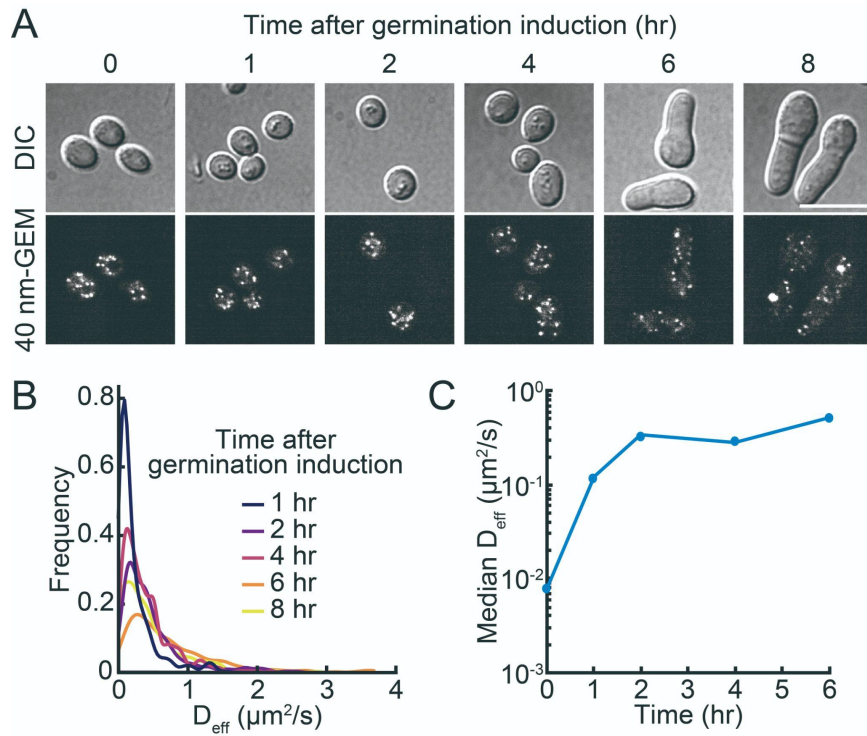 A
Time after germination induction (hr)
0 1 2 4 6 8
DIC
40 nm-GEM
B
0.8
0.6
0.4
0.2
0
Frequency
Time after
germination induction
1 hr
2 hr
4 hr
6 hr
8 hr
0 1 2 3 4
D_eff (μm²/s)
C
10⁰
10⁻¹
10⁻²
10⁻³
Median D_eff (μm²/s)
0 1 2 3 4 5 6
Time (hr)